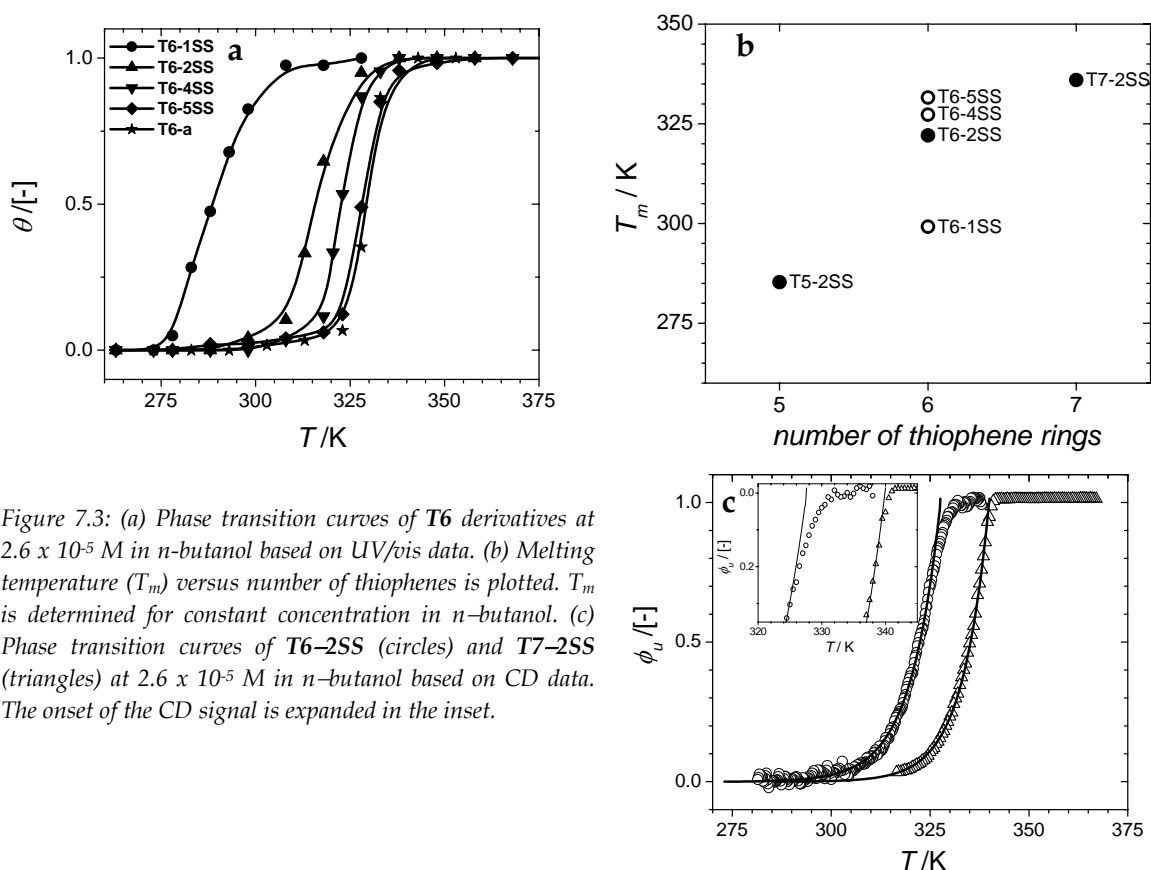 a
T6-1SS
T6-2SS
T6-4SS
T6-5SS
T6-a
1.0
0.5
0.0
θ /[-]
275 300 325 350 375
T /K
b
350
325
300
275
T_m / K
T7-2SS
T6-5SS
T6-4SS
T6-2SS
T6-1SS
T5-2SS
5 6 7
number of thiophene rings
Figure 7.3: (a) Phase transition curves of T6 derivatives at
2.6 x 10-5 M in n-butanol based on UV/vis data. (b) Melting
temperature (Tm) versus number of thiophenes is plotted. Tm
is determined for constant concentration in n–butanol. (c)
Phase transition curves of T6–2SS (circles) and T7–2SS
(triangles) at 2.6 x 10-5 M in n–butanol based on CD data.
The onset of the CD signal is expanded in the inset.
c
1.0
0.5
0.0
ϕ_u /[-]
0.0
0.2
ϕ_u / [-]
320 330 340
T / K
275 300 325 350 375
T /K